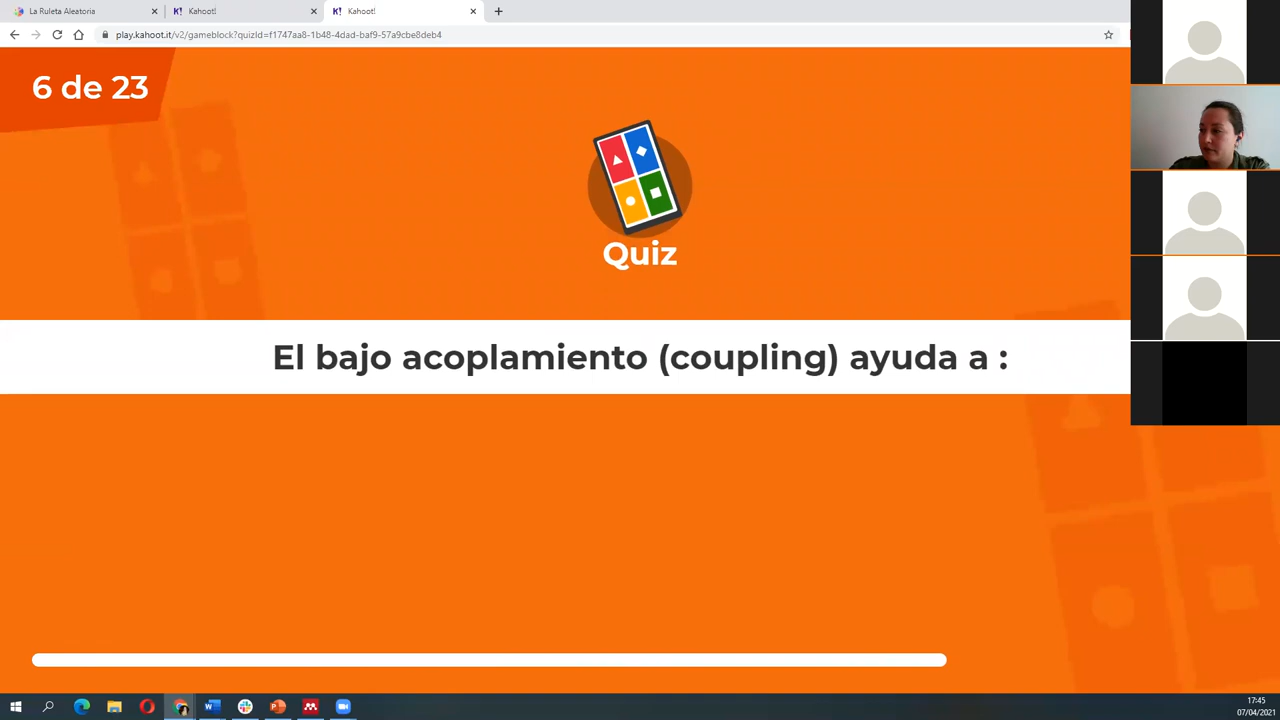 La Ruleta Aleatoria
K! Kahoot!
K! Kahoot!
play.kahoot.it/v2/gameblock?quizId=f1747aa8-1b48-4dad-baf9-57a9cbe8deb4
6 de 23
Quiz
El bajo acoplamiento (coupling) ayuda a :
17:45
07/04/2021